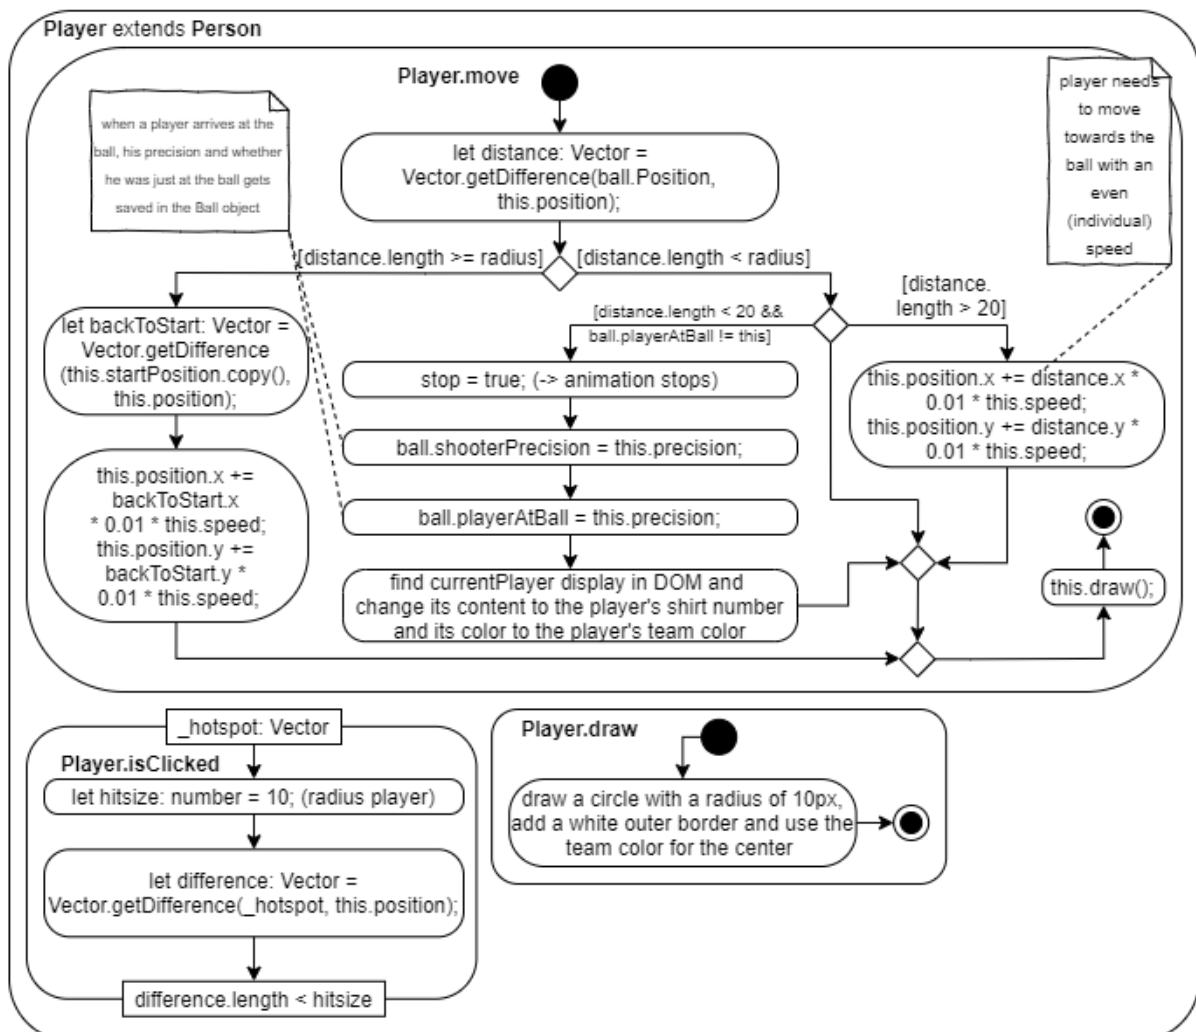 Player extends Person
Player.move
when a player arrives at the
ball, his precision and whether
he was just at the ball gets
saved in the Ball object
player needs
to move
towards the
ball with an
even
(individual)
speed
let distance: Vector =
Vector.getDifference(ball.Position,
this.position);
[distance.length >= radius]
[distance.length < radius]
let backToStart: Vector =
Vector.getDifference
(this.startPosition.copy(),
this.position);
this.position.x +=
backToStart.x
* 0.01 * this.speed;
this.position.y +=
backToStart.y *
0.01 * this.speed;
[distance.length < 20 &&
ball.playerAtBall != this]
[distance.
length > 20]
stop = true; (-> animation stops)
ball.shooterPrecision = this.precision;
ball.playerAtBall = this.precision;
find currentPlayer display in DOM and
change its content to the player's shirt number
and its color to the player's team color
this.position.x += distance.x *
0.01 * this.speed;
this.position.y += distance.y *
0.01 * this.speed;
this.draw();
_hotspot: Vector
Player.isClicked
let hitsize: number = 10; (radius player)
let difference: Vector =
Vector.getDifference(_hotspot, this.position);
difference.length < hitsize
Player.draw
draw a circle with a radius of 10px,
add a white outer border and use the
team color for the center